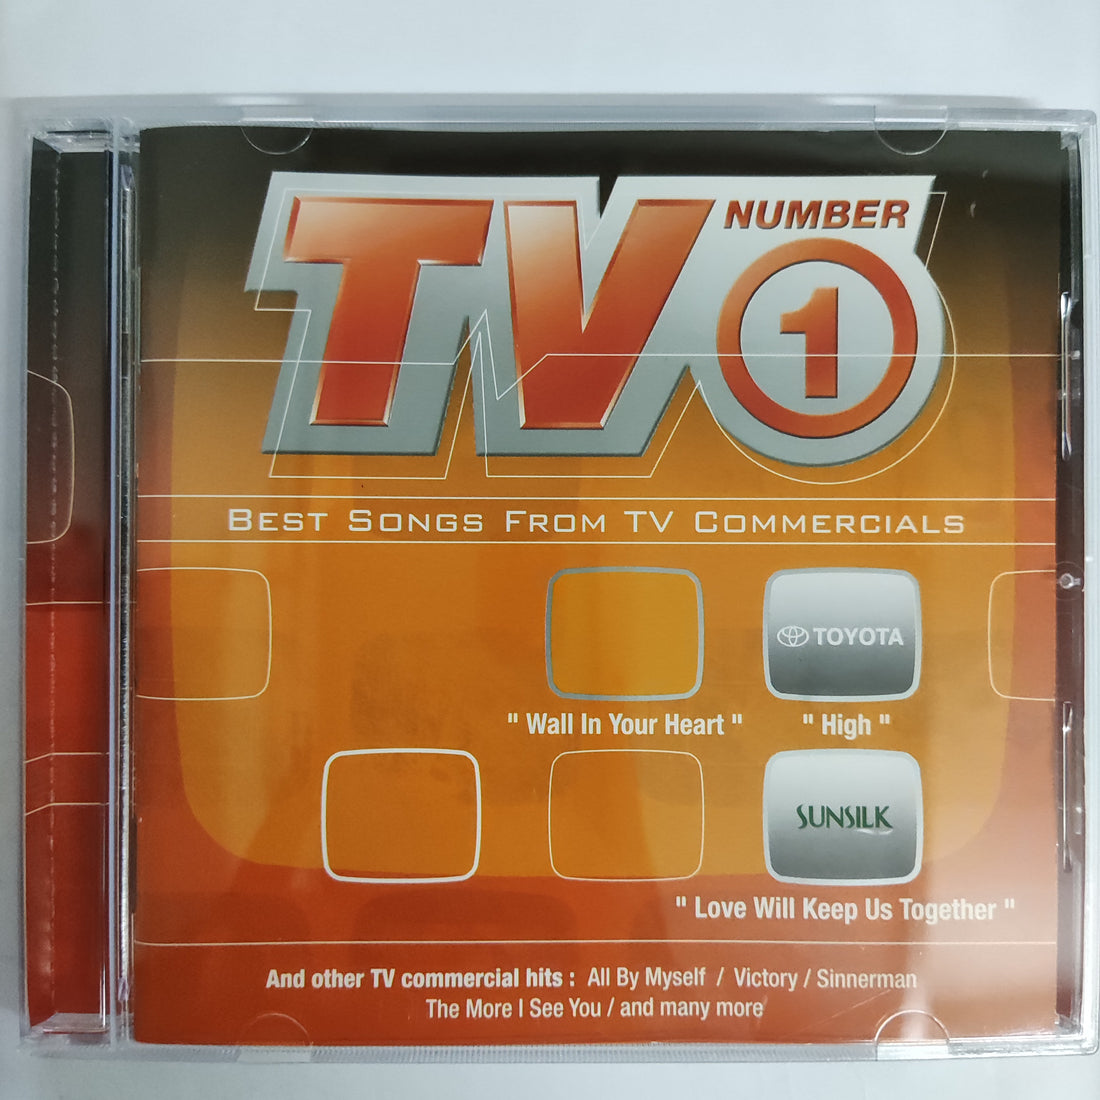 TV NUMBER 1
BEST SONGS FROM TV COMMERCIALS
TOYOTA
" Wall In Your Heart " " High "
SUNSILK
" Love Will Keep Us Together "
And other TV commercial hits : All By Myself / Victory / Sinnerman
The More I See You / and many more